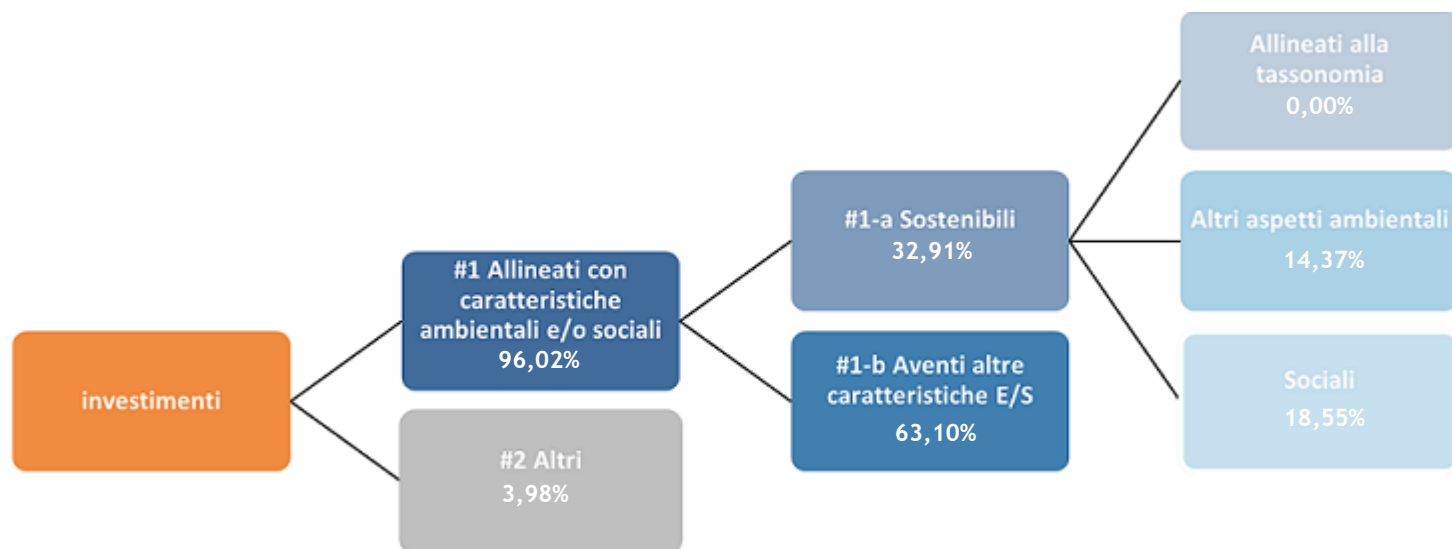 investimenti
#1 Allineati con
caratteristiche
ambientali e/o sociali
96,02%
#2 Altri
3,98%
#1-a Sostenibili
32,91%
#1-b Aventi altre
caratteristiche E/S
63,10%
Allineati alla
tassonomia
0,00%
Altri aspetti ambientali
14,37%
Sociali
18,55%